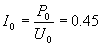 I₀ = P₀/U₀ = 0.45